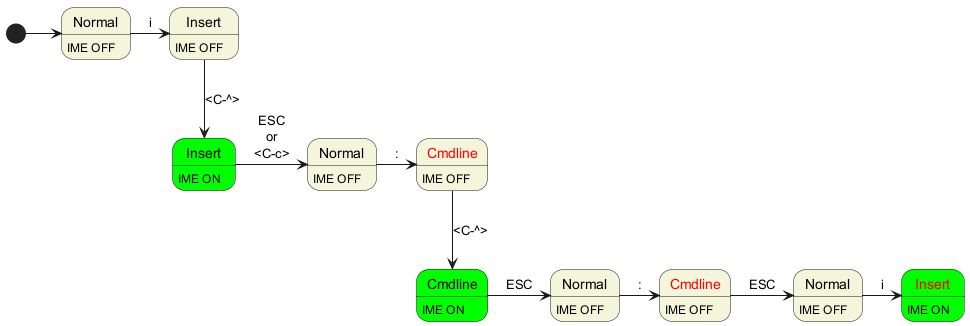 Normal
IME OFF
i
Insert
IME OFF
<C-^>
Insert
IME ON
ESC
or
<C-c>
Normal
IME OFF
:
Cmdline
IME OFF
<C-^>
Cmdline
IME ON
ESC
Normal
IME OFF
:
Cmdline
IME OFF
ESC
Normal
IME OFF
i
Insert
IME ON